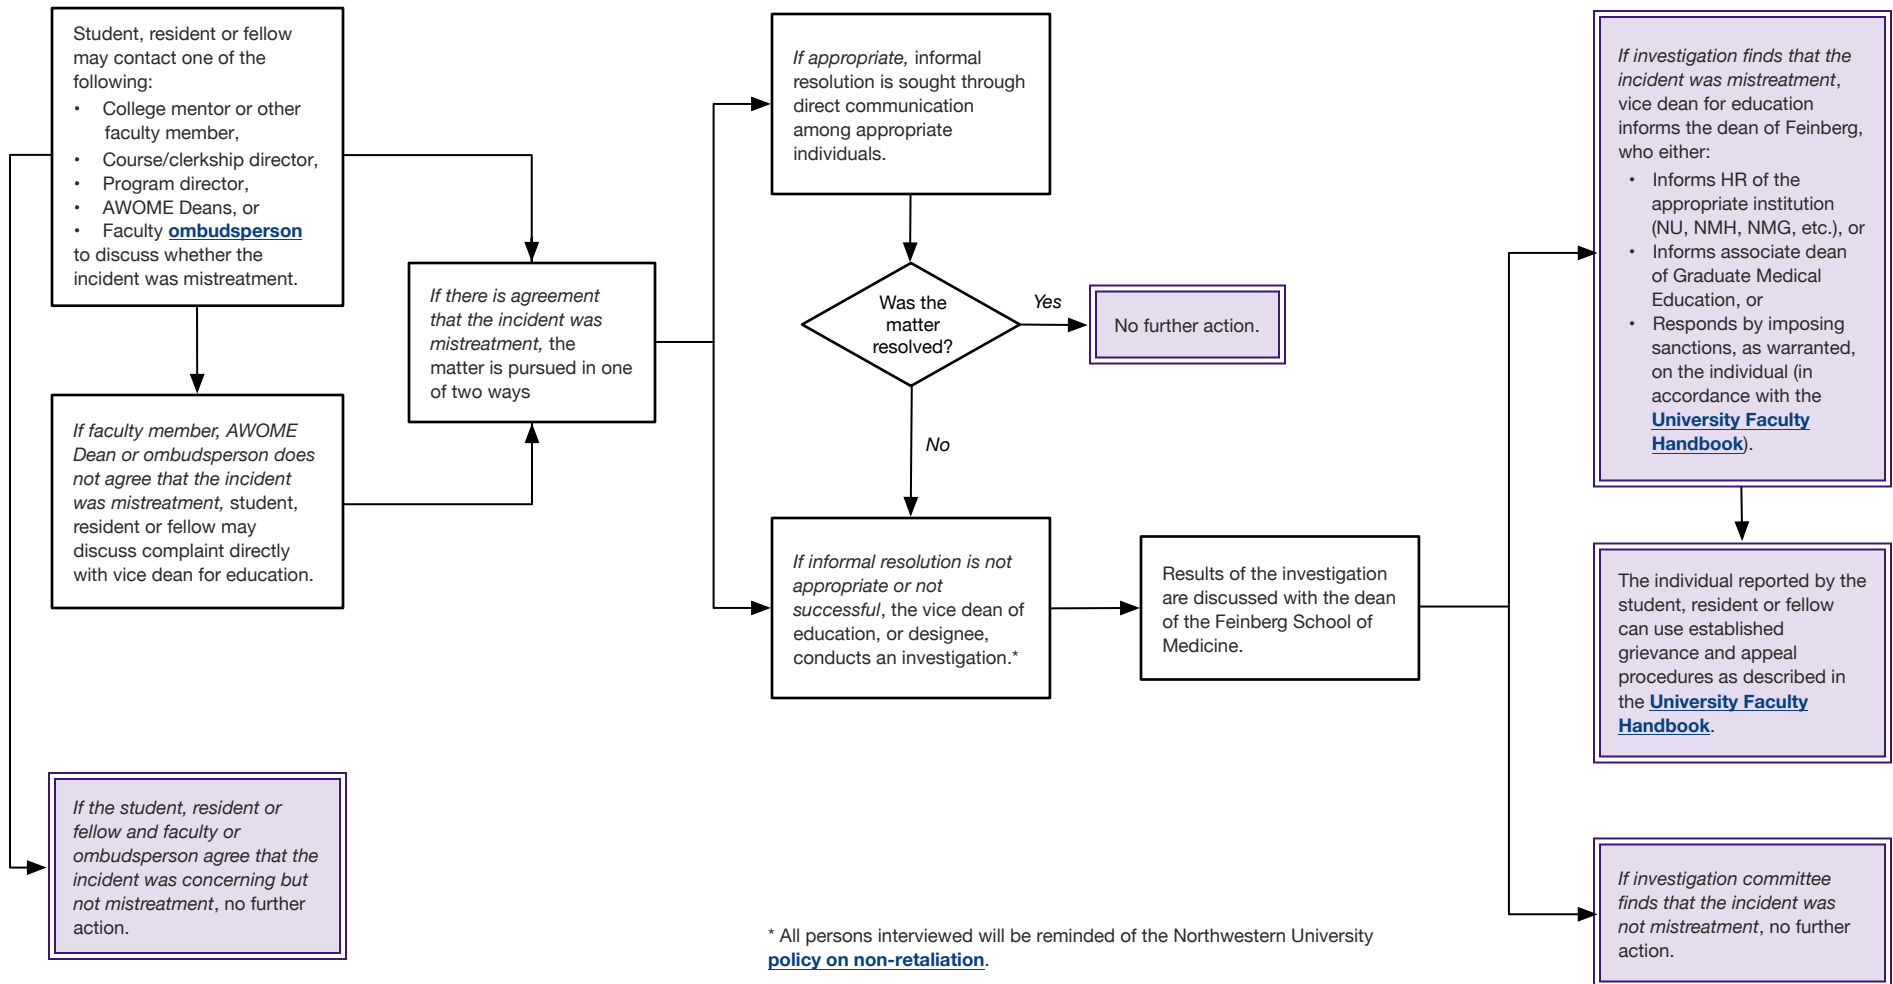 Student, resident or fellow
may contact one of the
following:
• College mentor or other
faculty member,
• Course/clerkship director,
• Program director,
• AWOME Deans, or
• Faculty ombudsperson
to discuss whether the
incident was mistreatment.
If faculty member, AWOME
Dean or ombudsperson does
not agree that the incident
was mistreatment, student,
resident or fellow may
discuss complaint directly
with vice dean for education.
If the student, resident or
fellow and faculty or
ombudsperson agree that the
incident was concerning but
not mistreatment, no further
action.
If there is agreement
that the incident was
mistreatment, the
matter is pursued in one
of two ways
If appropriate, informal
resolution is sought through
direct communication
among appropriate
individuals.
Was the
matter
resolved?
Yes
No further action.
No
If informal resolution is not
appropriate or not
successful, the vice dean of
education, or designee,
conducts an investigation.*
Results of the investigation
are discussed with the dean
of the Feinberg School of
Medicine.
If investigation finds that the
incident was mistreatment,
vice dean for education
informs the dean of Feinberg,
who either:
• Informs HR of the
appropriate institution
(NU, NMH, NMG, etc.), or
• Informs associate dean
of Graduate Medical
Education, or
• Responds by imposing
sanctions, as warranted,
on the individual (in
accordance with the
University Faculty
Handbook).
The individual reported by the
student, resident or fellow
can use established
grievance and appeal
procedures as described in
the University Faculty
Handbook.
If investigation committee
finds that the incident was
not mistreatment, no further
action.
* All persons interviewed will be reminded of the Northwestern University
policy on non-retaliation.